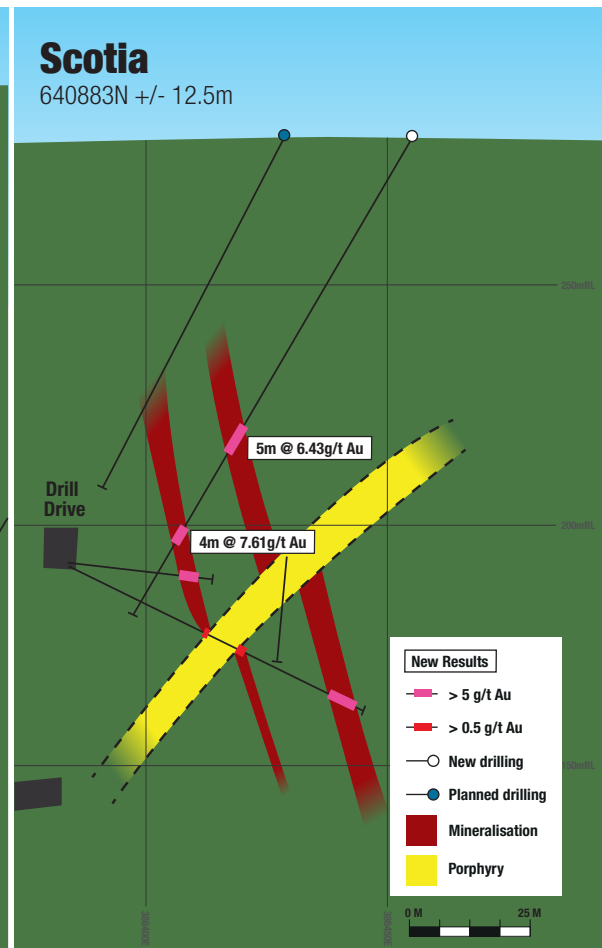 Scotia
640883N +/- 12.5m
250mRL
5m @ 6.43g/t Au
Drill
Drive
200mRL
4m @ 7.61g/t Au
New Results
> 5 g/t Au
> 0.5 g/t Au
New drilling
Planned drilling
Mineralisation
Porphyry
150mRL
0 M
25 M